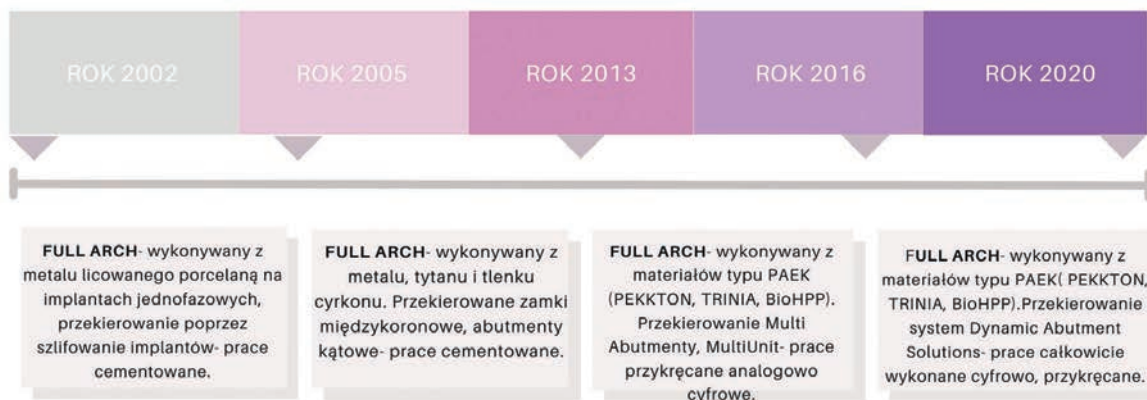 ROK 2002
ROK 2005
ROK 2013
ROK 2016
ROK 2020
FULL ARCH- wykonywany z
metalu licowanego porcelaną na
implantach jednofazowych,
przekierowanie poprzez
szlifowanie implantów- prace
cementowane.
FULL ARCH- wykonywany z
metalu, tytanu i tlenku
cyrkonu. Przekierowane zamki
międzykoronowe, abutmenty
kątowe- prace cementowane.
FULL ARCH- wykonywany z
materiałów typu PAEK
(PEKKTON, TRINIA, BioHPP).
Przekierowanie Multi
Abutmenty, MultiUnit- prace
przykręcane analogowo
cyfrowe.
FULL ARCH- wykonywany z
materiałów typu PAEK( PEKKTON,
TRINIA, BioHPP).Przekierowanie
system Dynamic Abutment
Solutions- prace całkowicie
wykonane cyfrowo, przykręcane.